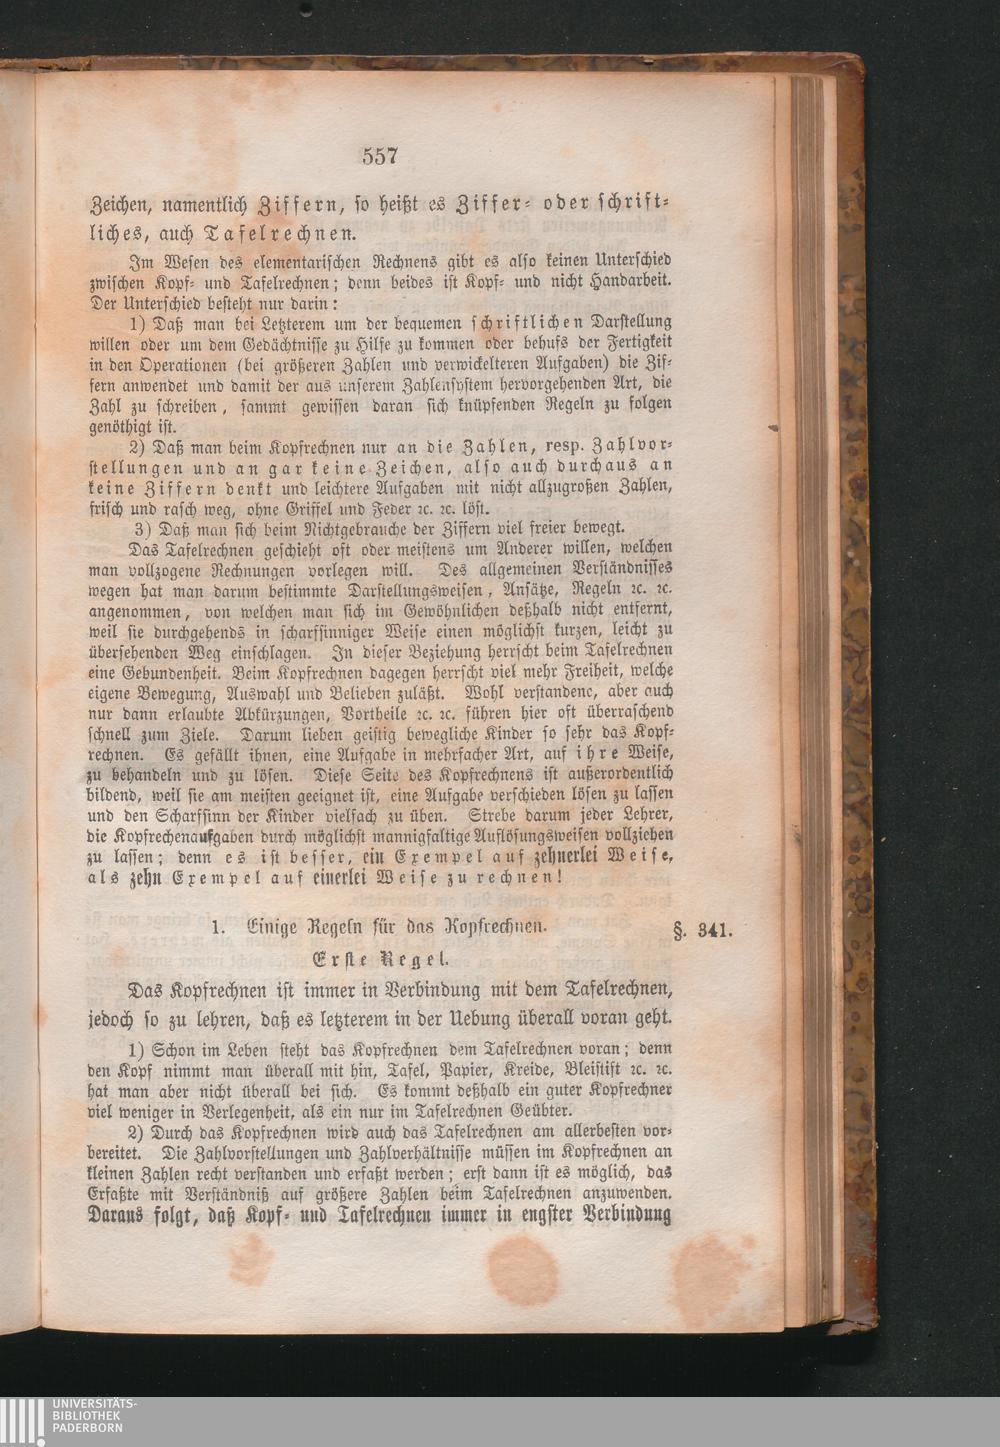 557
Zeichen, namentlich Ziffern, so heißt es Ziffer- oder schrift-
liches, auch Tafelrechnen.
Im Wesen des elementarischen Rechnens gibt es also keinen Unterschied
zwischen Kopf- und Tafelrechnen; denn beides ist Kopf- und nicht Handarbeit.
Der Unterschied besteht nur darin:
1) Daß man bei Letzterem um der bequemen schriftlichen Darstellung
willen oder um dem Gedächtnisse zu Hilfe zu kommen oder behufs der Fertigkeit
in den Operationen (bei größeren Zahlen und verwickelteren Aufgaben) die Zif-
fern anwendet und damit der aus unserem Zahlensystem hervorgehenden Art, die
Zahl zu schreiben, sammt gewissen daran sich knüpfenden Regeln zu folgen
genöthigt ist.
2) Daß man beim Kopfrechnen nur an die Zahlen, resp. Zahlvor-
stellungen und an gar keine Zeichen, also auch durchaus an
keine Ziffern denkt und leichtere Aufgaben mit nicht allzugroßen Zahlen,
frisch und rasch weg, ohne Griffel und Feder ꝛc. ꝛc. löst.
3) Daß man sich beim Nichtgebrauche der Ziffern viel freier bewegt.
Das Tafelrechnen geschieht oft oder meistens um Anderer willen, welchen
man vollzogene Rechnungen vorlegen will. Des allgemeinen Verständnisses
wegen hat man darum bestimmte Darstellungsweisen, Ansätze, Regeln ꝛc. ꝛc.
angenommen, von welchen man sich im Gewöhnlichen deßhalb nicht entfernt,
weil sie durchgehends in scharfsinniger Weise einen möglichst kurzen, leicht zu
übersehenden Weg einschlagen. In dieser Beziehung herrscht beim Tafelrechnen
eine Gebundenheit. Beim Kopfrechnen dagegen herrscht viel mehr Freiheit, welche
eigene Bewegung, Auswahl und Belieben zuläßt. Wohl verstandene, aber auch
nur dann erlaubte Abkürzungen, Vortheile ꝛc. ꝛc. führen hier oft überraschend
schnell zum Ziele. Darum lieben geistig bewegliche Kinder so sehr das Kopf-
rechnen. Es gefällt ihnen, eine Aufgabe in mehrfacher Art, auf ihre Weise,
zu behandeln und zu lösen. Diese Seite des Kopfrechnens ist außerordentlich
bildend, weil sie am meisten geeignet ist, eine Aufgabe verschieden lösen zu lassen
und den Scharfsinn der Kinder vielfach zu üben. Strebe darum jeder Lehrer,
die Kopfrechenaufgaben durch möglichst mannigfaltige Auflösungsweisen vollziehen
zu lassen; denn es ist besser, ein Exempel auf zehnerlei Weise,
als zehn Exempel auf einerlei Weise zu rechnen!
1. Einige Regeln für das Kopfrechnen. §. 341.
Erste Regel.
Das Kopfrechnen ist immer in Verbindung mit dem Tafelrechnen,
jedoch so zu lehren, daß es letzterem in der Uebung überall voran geht.
1) Schon im Leben steht das Kopfrechnen dem Tafelrechnen voran; denn
den Kopf nimmt man überall mit hin, Tafel, Papier, Kreide, Bleistift ꝛc. ꝛc.
hat man aber nicht überall bei sich. Es kommt deßhalb ein guter Kopfrechner
viel weniger in Verlegenheit, als ein nur im Tafelrechnen Geübter.
2) Durch das Kopfrechnen wird auch das Tafelrechnen am allerbesten vor-
bereitet. Die Zahlvorstellungen und Zahlverhältnisse müssen im Kopfrechnen an
kleinen Zahlen recht verstanden und erfaßt werden; erst dann ist es möglich, das
Erfaßte mit Verständniß auf größere Zahlen beim Tafelrechnen anzuwenden.
Daraus folgt, daß Kopf- und Tafelrechnen immer in engster Verbindung
UNIVERSITÄTS-
BIBLIOTHEK
PADERBORN